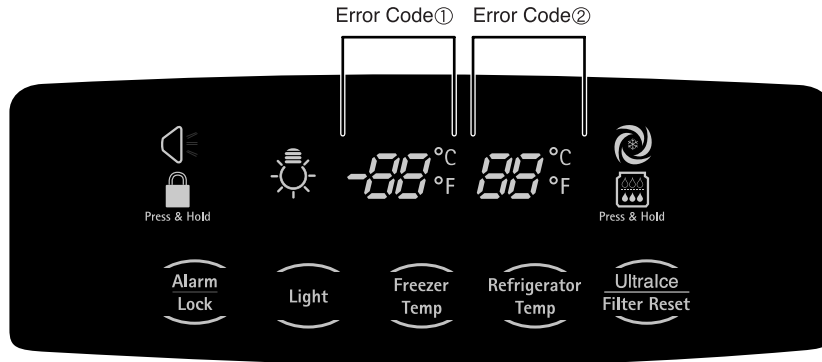 Error Code① Error Code②
-88 °C °F 88 °C °F
Press & Hold Press & Hold
Alarm
Lock
Light
Freezer
Temp
Refrigerator
Temp
UltraIce
Filter Reset